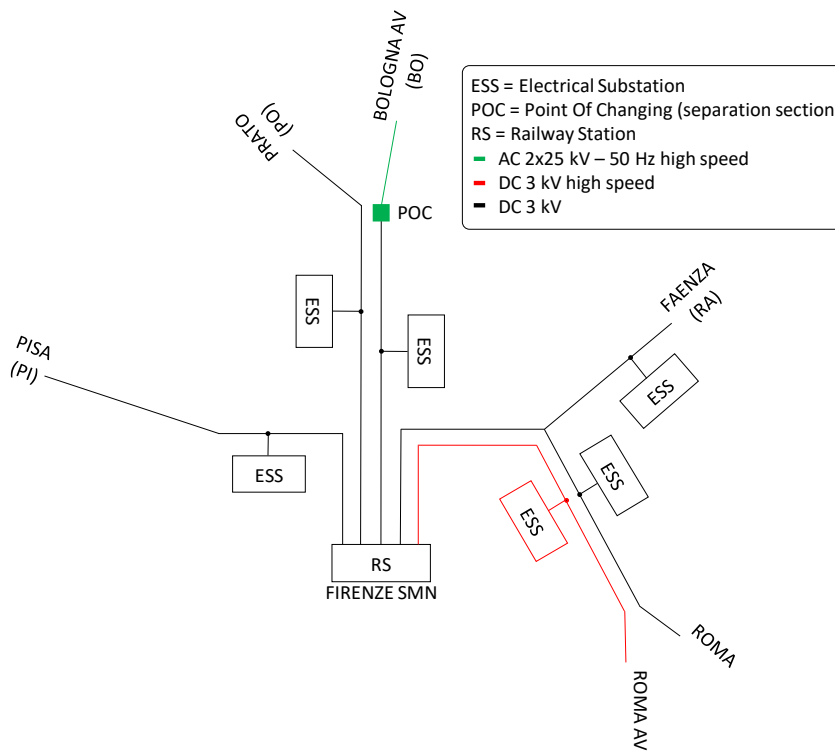 BOLOGNA AV
(BO)
PRATO
(PO)
ESS = Electrical Substation
POC = Point Of Changing (separation section
RS = Railway Station
AC 2x25 kV – 50 Hz high speed
DC 3 kV high speed
DC 3 kV
POC
FAENZA
(RA)
ESS
ESS
PISA
(PI)
ESS
ESS
ESS
ESS
RS
FIRENZE SMN
ROMA
ROMA AV